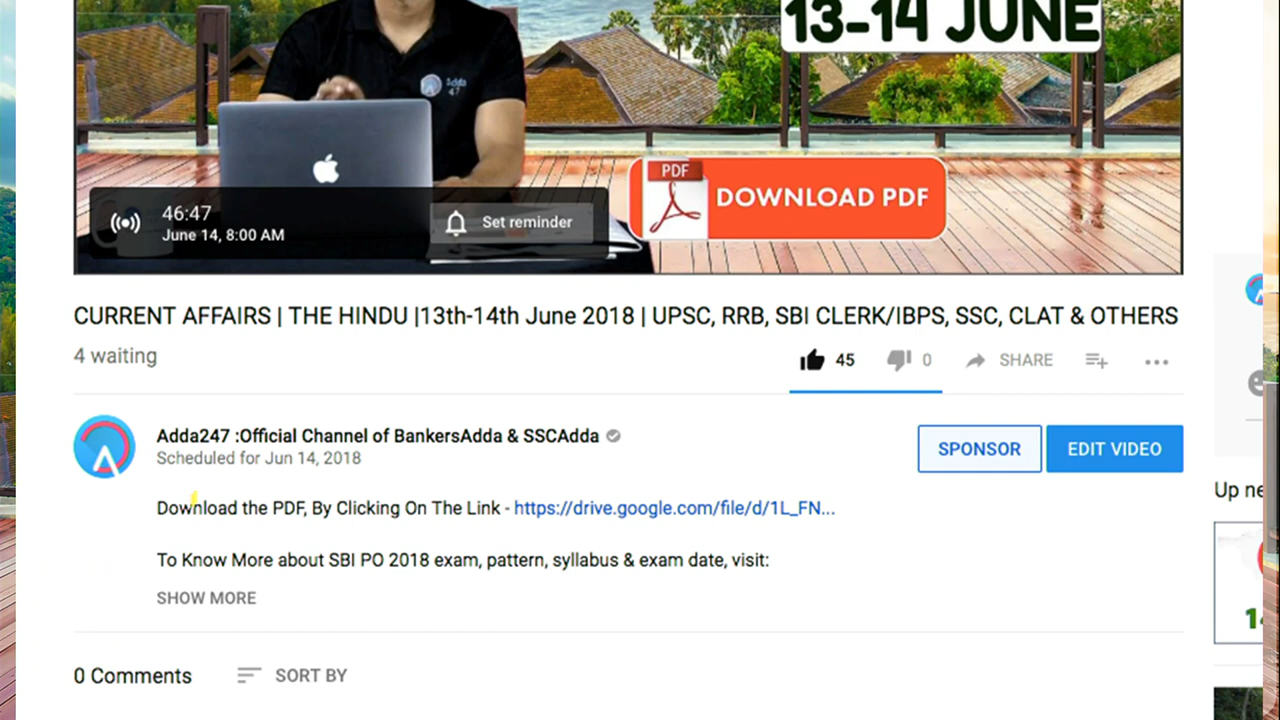 13-14 JUNE
Adda
47
PDF
DOWNLOAD PDF
46:47
June 14, 8:00 AM
Set reminder
CURRENT AFFAIRS | THE HINDU |13th-14th June 2018 | UPSC, RRB, SBI CLERK/IBPS, SSC, CLAT & OTHERS
4 waiting
45
0
SHARE
Adda247 :Official Channel of BankersAdda & SSCAdda
Scheduled for Jun 14, 2018
SPONSOR
EDIT VIDEO
Download the PDF, By Clicking On The Link - https://drive.google.com/file/d/1L_FN...
Up ne
To Know More about SBI PO 2018 exam, pattern, syllabus & exam date, visit:
SHOW MORE
0 Comments
SORT BY